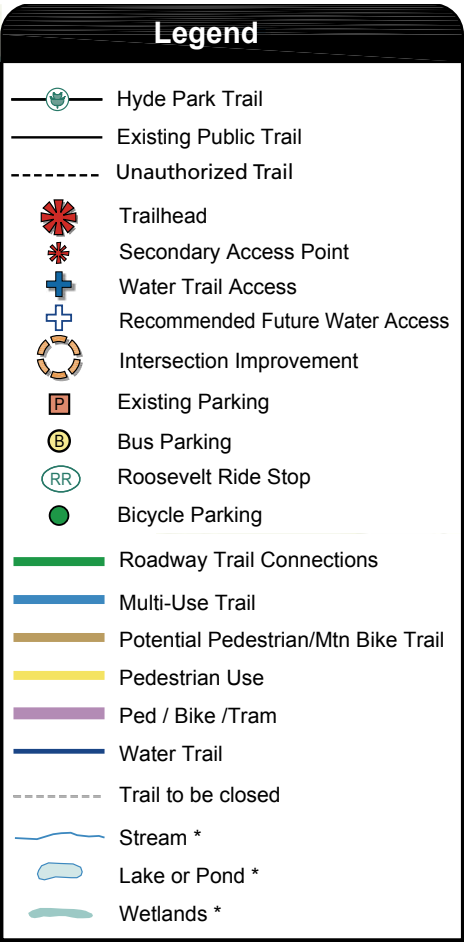 Legend
Hyde Park Trail
Existing Public Trail
Unauthorized Trail
Trailhead
Secondary Access Point
Water Trail Access
Recommended Future Water Access
Intersection Improvement
P Existing Parking
B Bus Parking
RR Roosevelt Ride Stop
Bicycle Parking
Roadway Trail Connections
Multi-Use Trail
Potential Pedestrian/Mtn Bike Trail
Pedestrian Use
Ped / Bike /Tram
Water Trail
Trail to be closed
Stream *
Lake or Pond *
Wetlands *